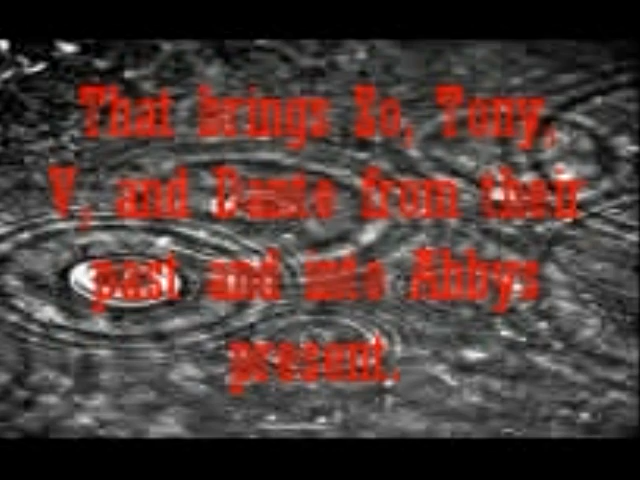 That brings Zo, Tony,
V, and Dante from their
past and into Abbys
present.